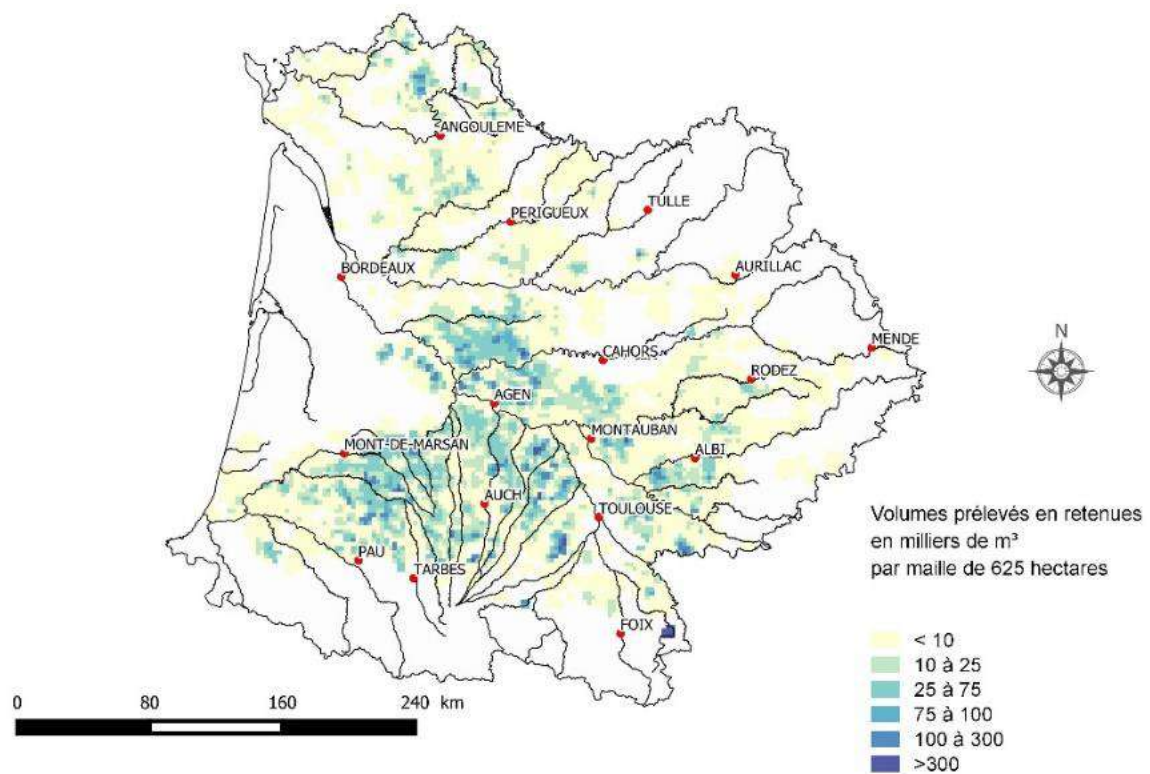 ANGOULEME
PERIGUEUX
TULLE
BORDEAUX
AURILLAC
MENDE
CAHORS
RODEZ
AGEN
MONTAUBAN
MONT-DE-MARSAN
ALBI
AUCH
TOULOUSE
PAU
TARBES
FOIX
N
Volumes prélevés en retenues
en milliers de m³
par maille de 625 hectares
< 10
10 à 25
25 à 75
75 à 100
100 à 300
>300
0 80 160 240 km